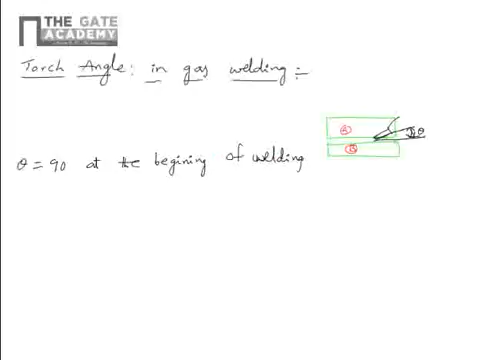 THE GATE
ACADEMY
Torch Angle: in gas welding :-
θ = 90 at the begining of welding
A
B
θ